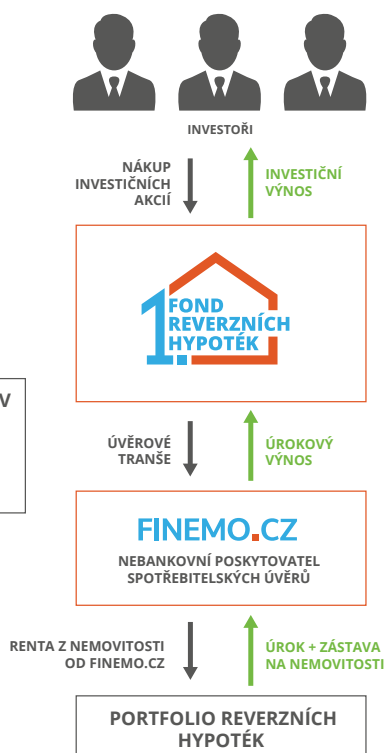 INVESTOŘI
NÁKUP
INVESTIČNÍCH
AKCIÍ
INVESTIČNÍ
VÝNOS
1.
FOND
REVERZNÍCH
HYPOTÉK
V
ÚVĚROVÉ
TRANŠE
ÚROKOVÝ
VÝNOS
FINEMO.CZ
NEBANKOVNÍ POSKYTOVATEL
SPOTŘEBITELSKÝCH ÚVĚRŮ
RENTA Z NEMOVITOSTI
OD FINEMO.CZ
ÚROK + ZÁSTAVA
NA NEMOVITOSTI
PORTFOLIO REVERZNÍCH
HYPOTÉK